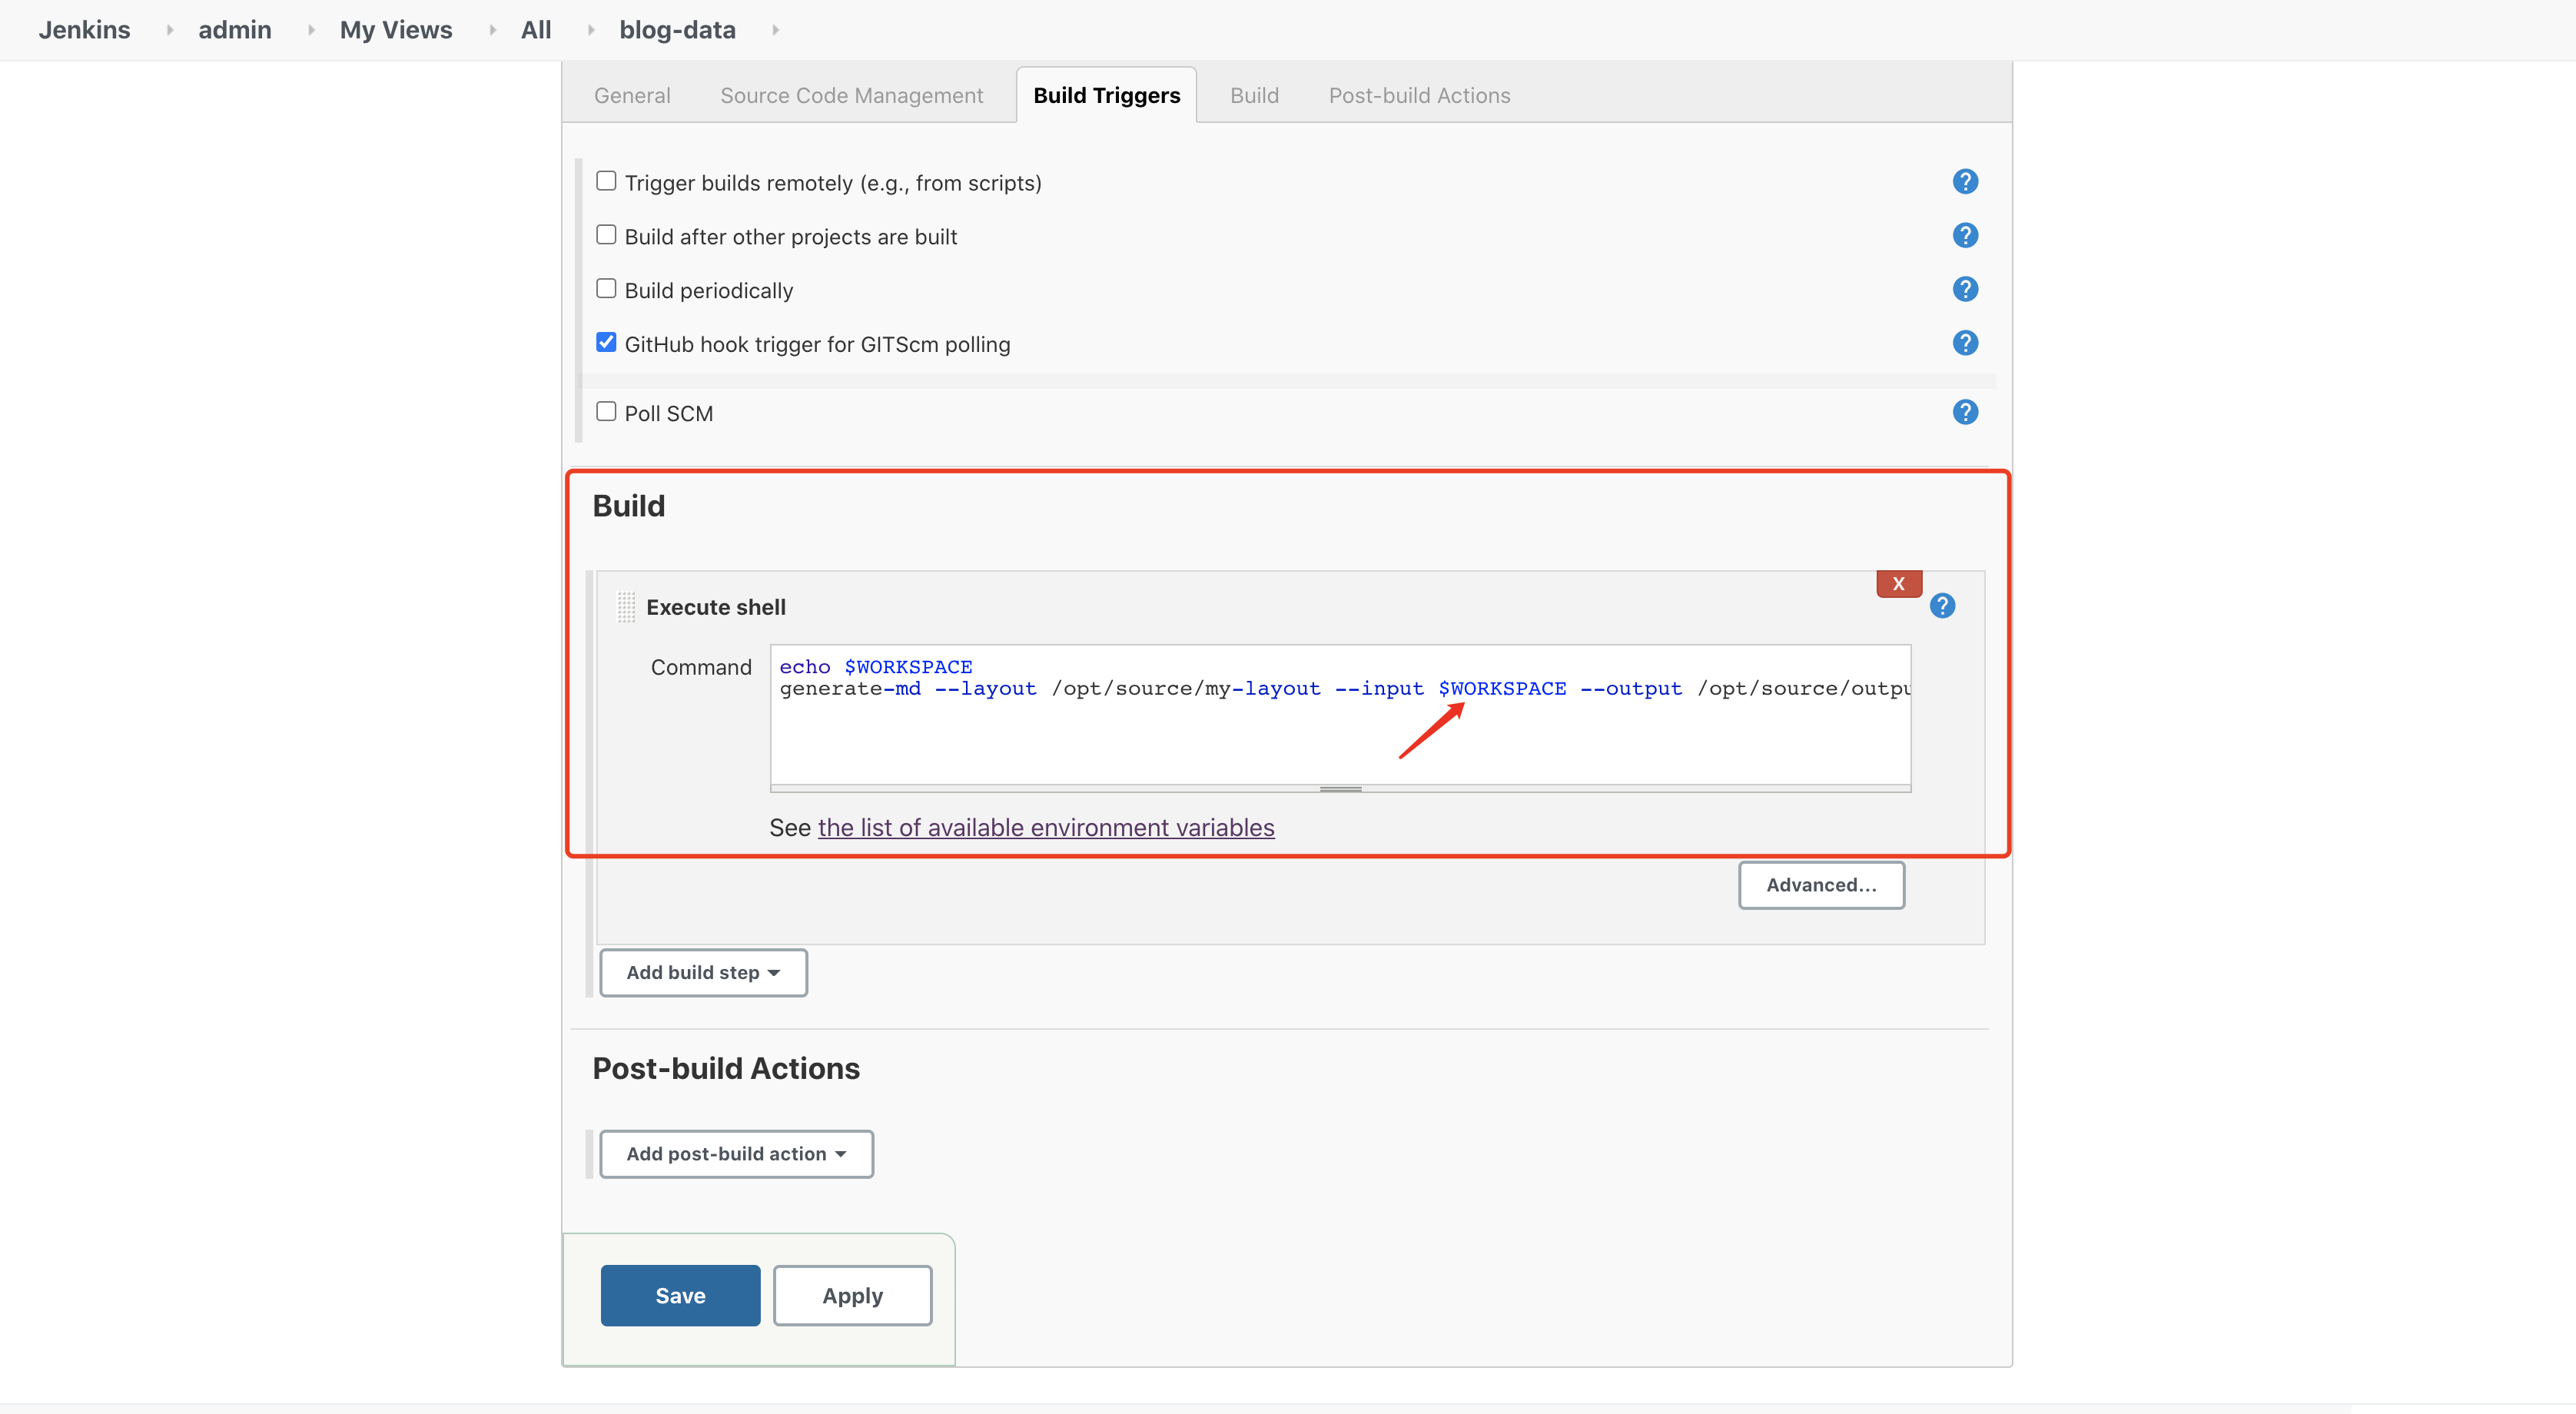 Jenkins admin My Views All blog-data
General Source Code Management Build Triggers Build Post-build Actions
Trigger builds remotely (e.g., from scripts) ?
Build after other projects are built ?
Build periodically ?
GitHub hook trigger for GITScm polling ?
Poll SCM ?
Build
X
Execute shell ?
Command
echo $WORKSPACE
generate-md --layout /opt/source/my-layout --input $WORKSPACE --output /opt/source/outpu
See the list of available environment variables
Advanced...
Add build step
Post-build Actions
Add post-build action
Save Apply